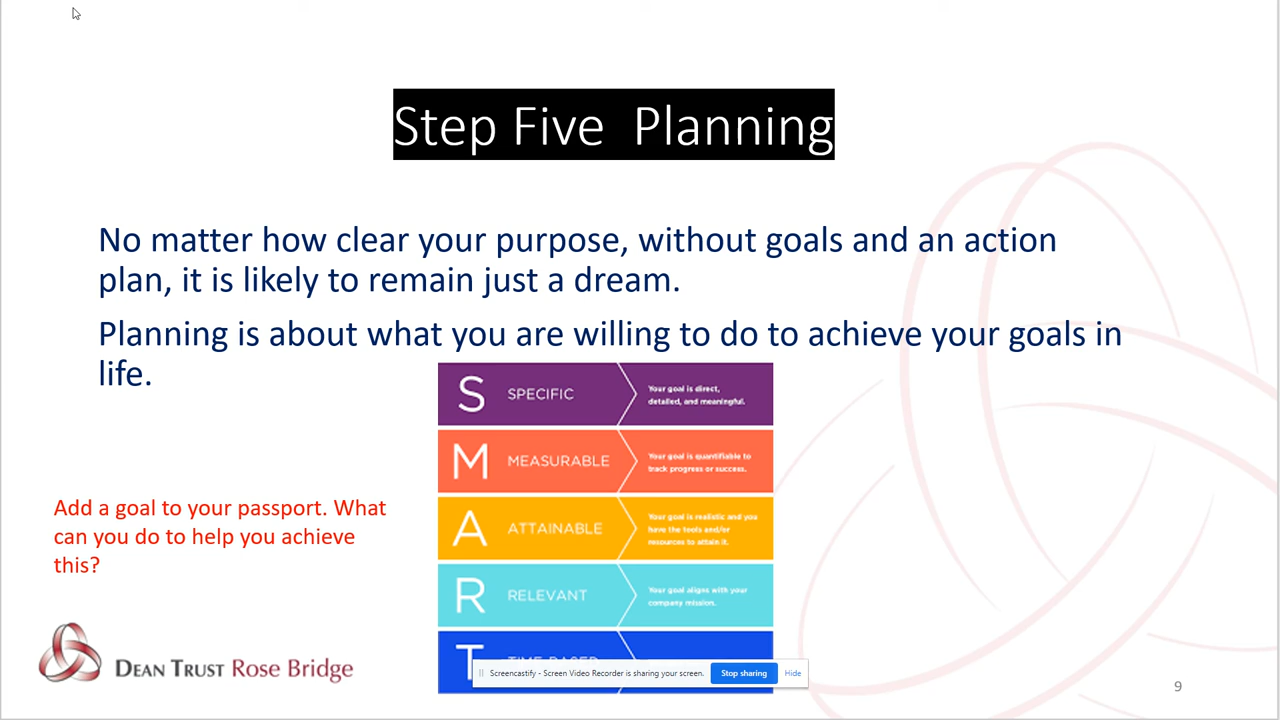 Step Five  Planning
No matter how clear your purpose, without goals and an action
plan, it is likely to remain just a dream.
Planning is about what you are willing to do to achieve your goals in
life.
S SPECIFIC Your goal is direct,
detailed, and meaningful.
M MEASURABLE Your goal is quantifiable to
track progress or success.
A ATTAINABLE Your goal is realistic and you
have the tools and/or
resources to attain it.
R RELEVANT Your goal aligns with your
company mission.
T TIME-BASED
Add a goal to your passport. What
can you do to help you achieve
this?
Screencastify - Screen Video Recorder is sharing your screen. Stop sharing Hide
DEAN TRUST Rose Bridge
9